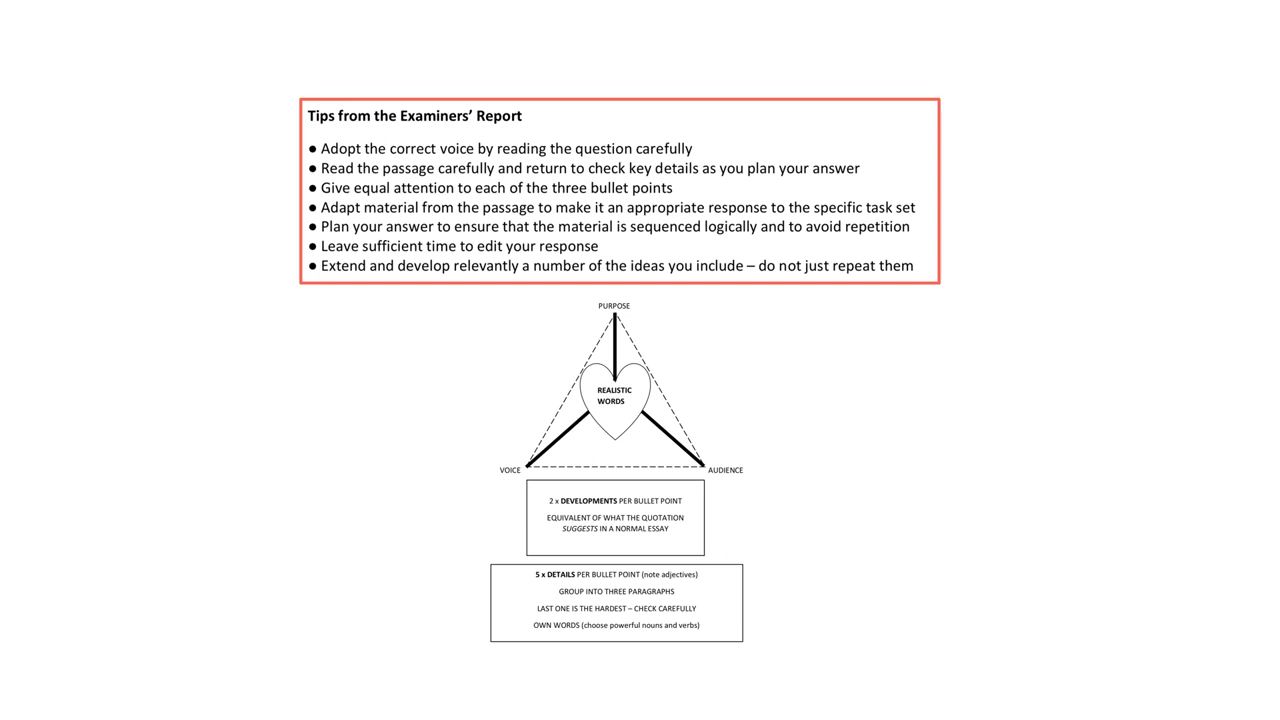 Tips from the Examiners' Report
● Adopt the correct voice by reading the question carefully
● Read the passage carefully and return to check key details as you plan your answer
● Give equal attention to each of the three bullet points
● Adapt material from the passage to make it an appropriate response to the specific task set
● Plan your answer to ensure that the material is sequenced logically and to avoid repetition
● Leave sufficient time to edit your response
● Extend and develop relevantly a number of the ideas you include – do not just repeat them
PURPOSE
REALISTIC
WORDS
VOICE
AUDIENCE
2 x DEVELOPMENTS PER BULLET POINT
EQUIVALENT OF WHAT THE QUOTATION
SUGGESTS IN A NORMAL ESSAY
5 x DETAILS PER BULLET POINT (note adjectives)
GROUP INTO THREE PARAGRAPHS
LAST ONE IS THE HARDEST – CHECK CAREFULLY
OWN WORDS (choose powerful nouns and verbs)